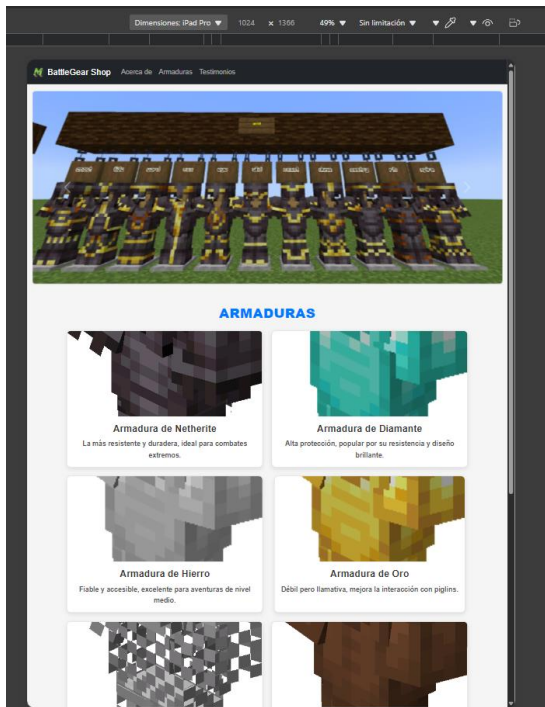 Dimensiones: iPad Pro ▼ 1024 × 1366 49% ▼ Sin limitación ▼
BattleGear Shop Acerca de Armaduras Testimonios
ARMADURAS
Armadura de Netherite
La más resistente y duradera, ideal para combates
extremos.
Armadura de Diamante
Alta protección, popular por su resistencia y diseño
brillante.
Armadura de Hierro
Fiable y accesible, excelente para aventuras de nivel
medio.
Armadura de Oro
Débil pero llamativa, mejora la interacción con piglins.